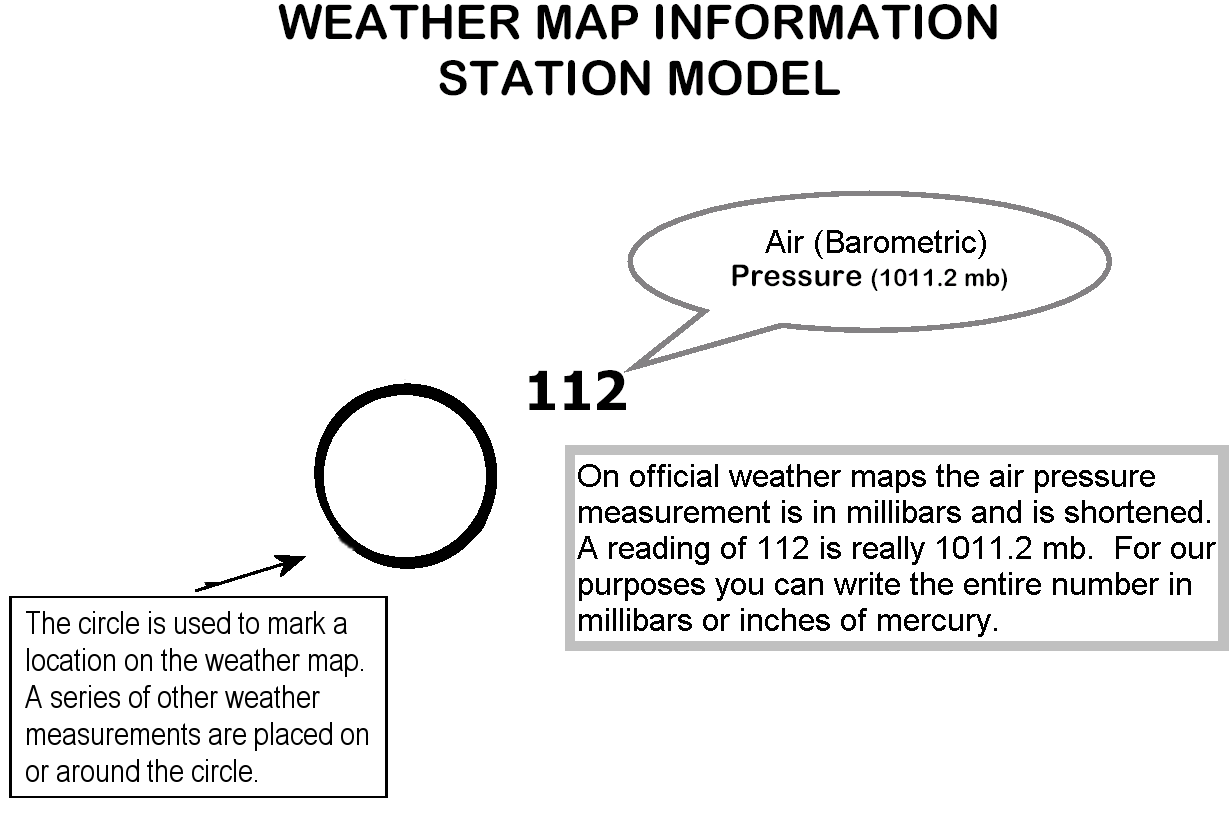 WEATHER MAP INFORMATION
STATION MODEL
Air (Barometric)
Pressure (1011.2 mb)
112
On official weather maps the air pressure
measurement is in millibars and is shortened.
A reading of 112 is really 1011.2 mb.  For our
purposes you can write the entire number in
millibars or inches of mercury.
The circle is used to mark a
location on the weather map.
A series of other weather
measurements are placed on
or around the circle.